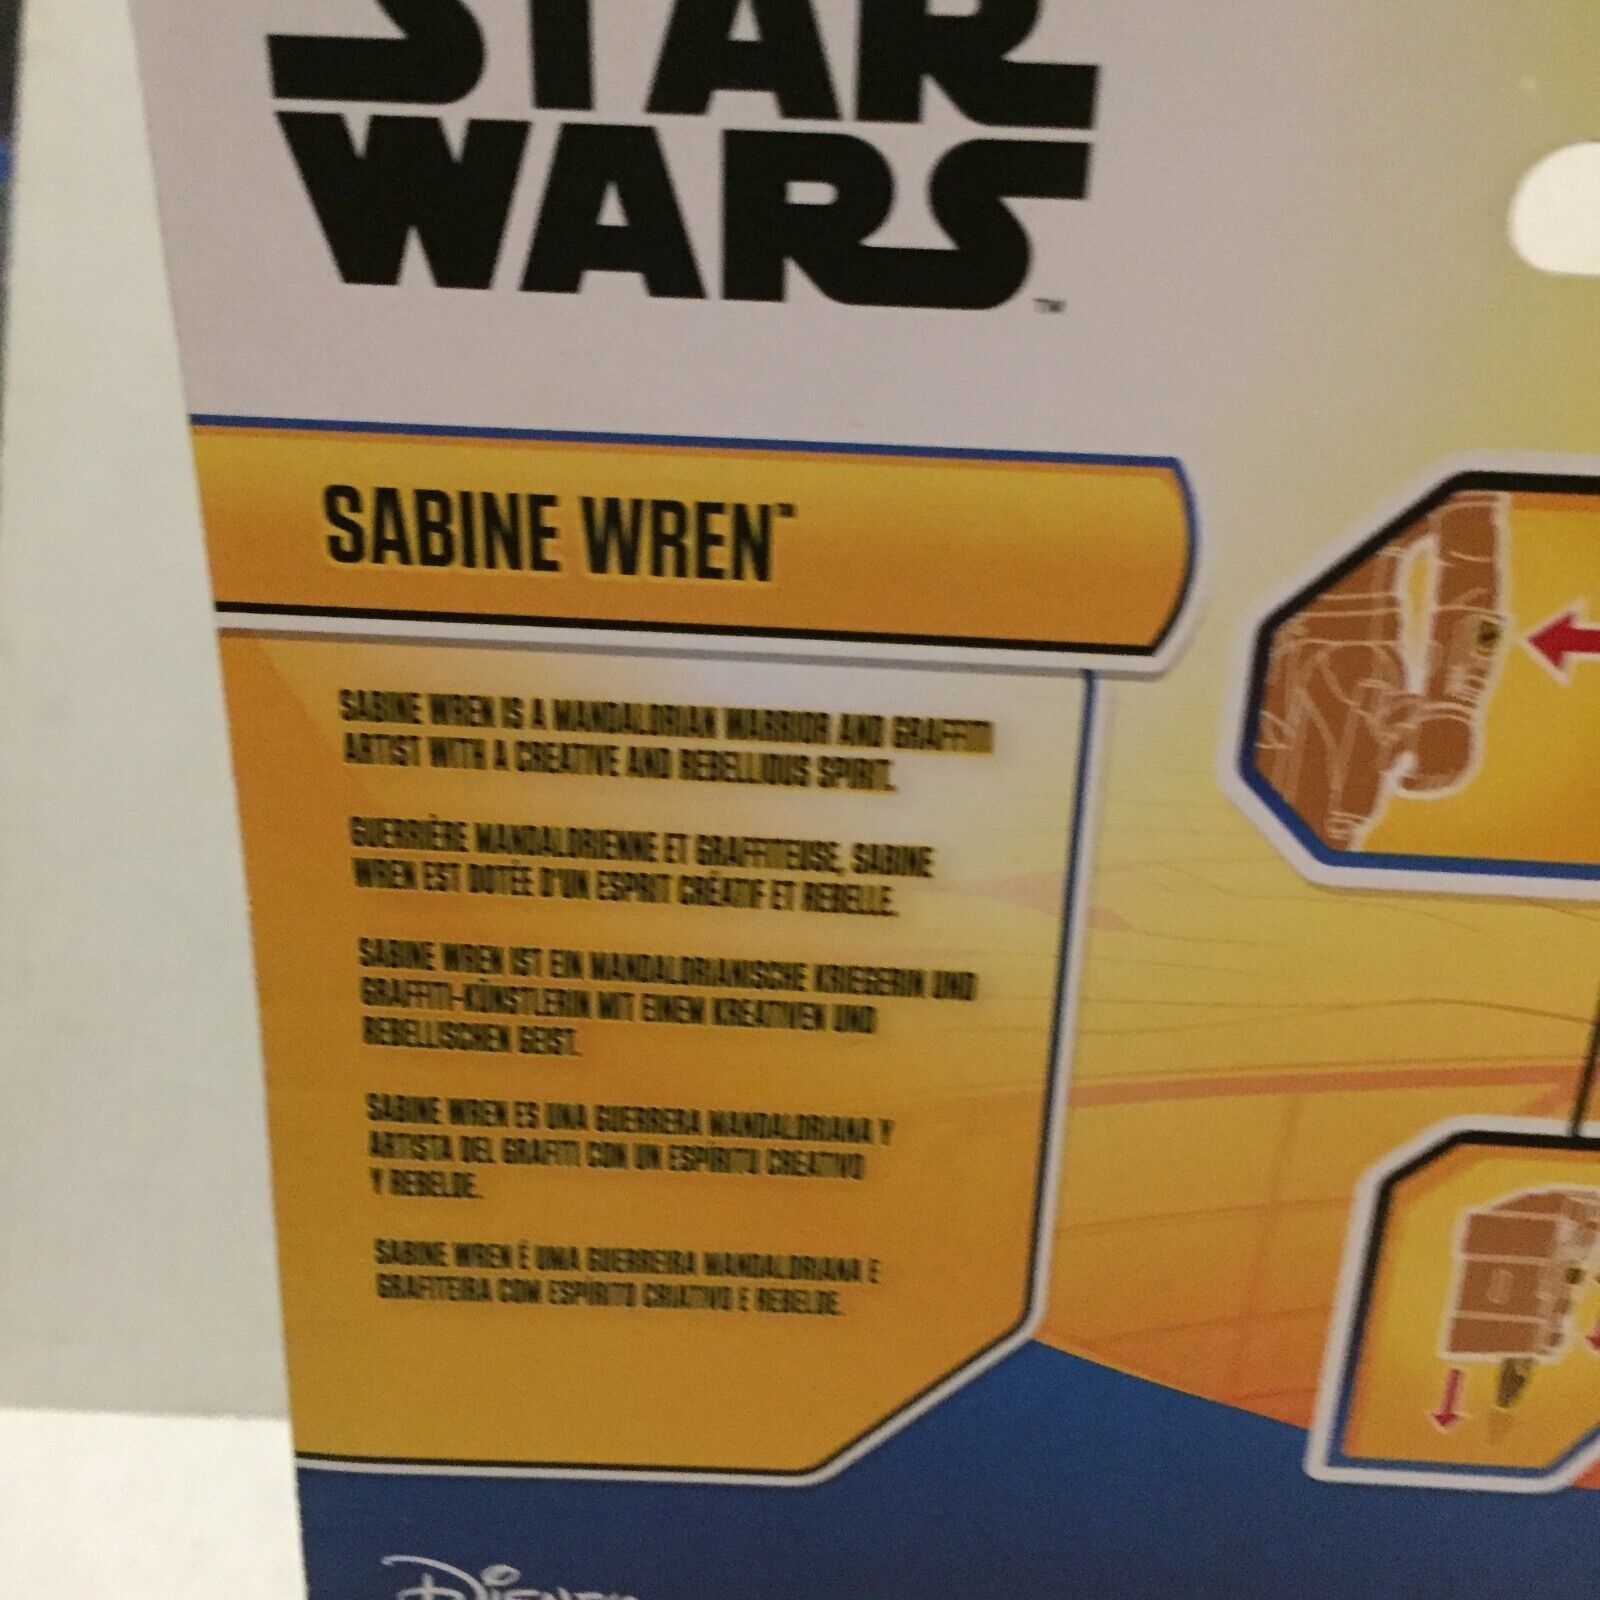 STAR
WARS™
SABINE WREN™
SABINE WREN IS A MANDALORIAN WARRIOR AND GRAFFITI
ARTIST WITH A CREATIVE AND REBELLIOUS SPIRIT.
GUERRIÈRE MANDALORIENNE ET GRAFFITEUSE, SABINE
WREN EST DOTÉE D'UN ESPRIT CRÉATIF ET REBELLE.
SABINE WREN IST EIN MANDALORIANISCHE KRIEGERIN UND
GRAFFITI-KÜNSTLERIN MIT EINEM KREATIVEN UND
REBELLISCHEN GEIST.
SABINE WREN ES UNA GUERRERA MANDALORIANA Y
ARTISTA DEL GRAFITI CON UN ESPÍRITU CREATIVO
Y REBELDE.
SABINE WREN É UMA GUERREIRA MANDALORIANA E
GRAFITEIRA COM ESPÍRITO CRIATIVO E REBELDE.
DISNEY